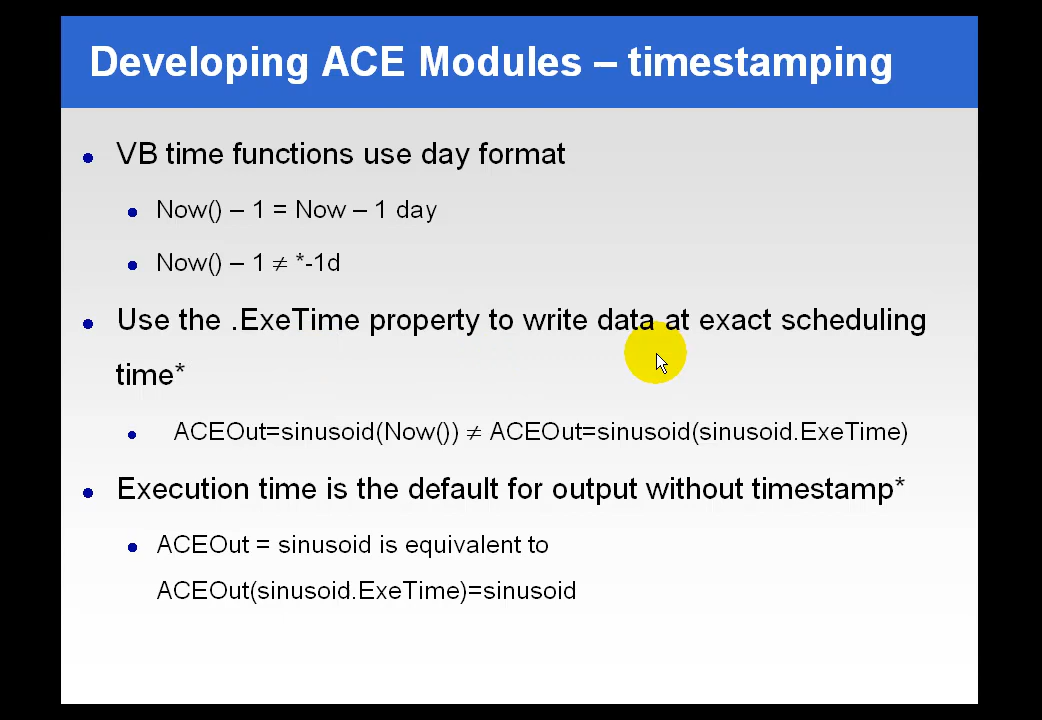 Developing ACE Modules – timestamping
VB time functions use day format
Now() – 1 = Now – 1 day
Now() – 1 ≠ *-1d
Use the .ExeTime property to write data at exact scheduling
time*
ACEOut=sinusoid(Now()) ≠ ACEOut=sinusoid(sinusoid.ExeTime)
Execution time is the default for output without timestamp*
ACEOut = sinusoid is equivalent to
ACEOut(sinusoid.ExeTime)=sinusoid